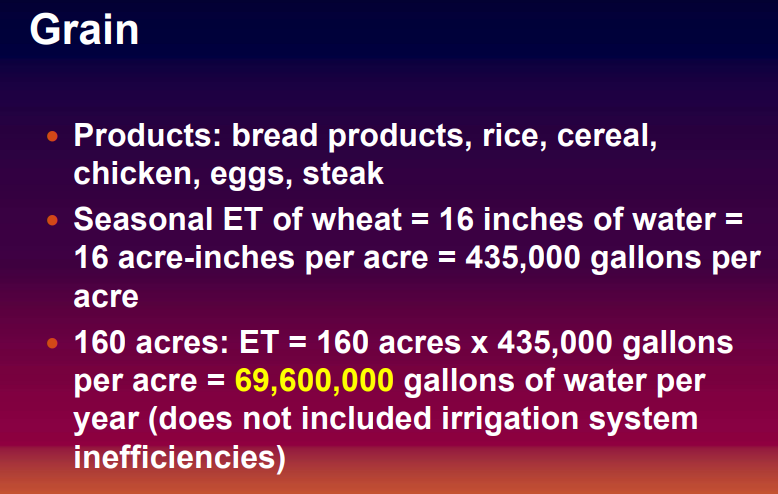 Grain
• Products: bread products, rice, cereal,
chicken, eggs, steak
• Seasonal ET of wheat = 16 inches of water =
16 acre-inches per acre = 435,000 gallons per
acre
• 160 acres: ET = 160 acres x 435,000 gallons
per acre = 69,600,000 gallons of water per
year (does not included irrigation system
inefficiencies)